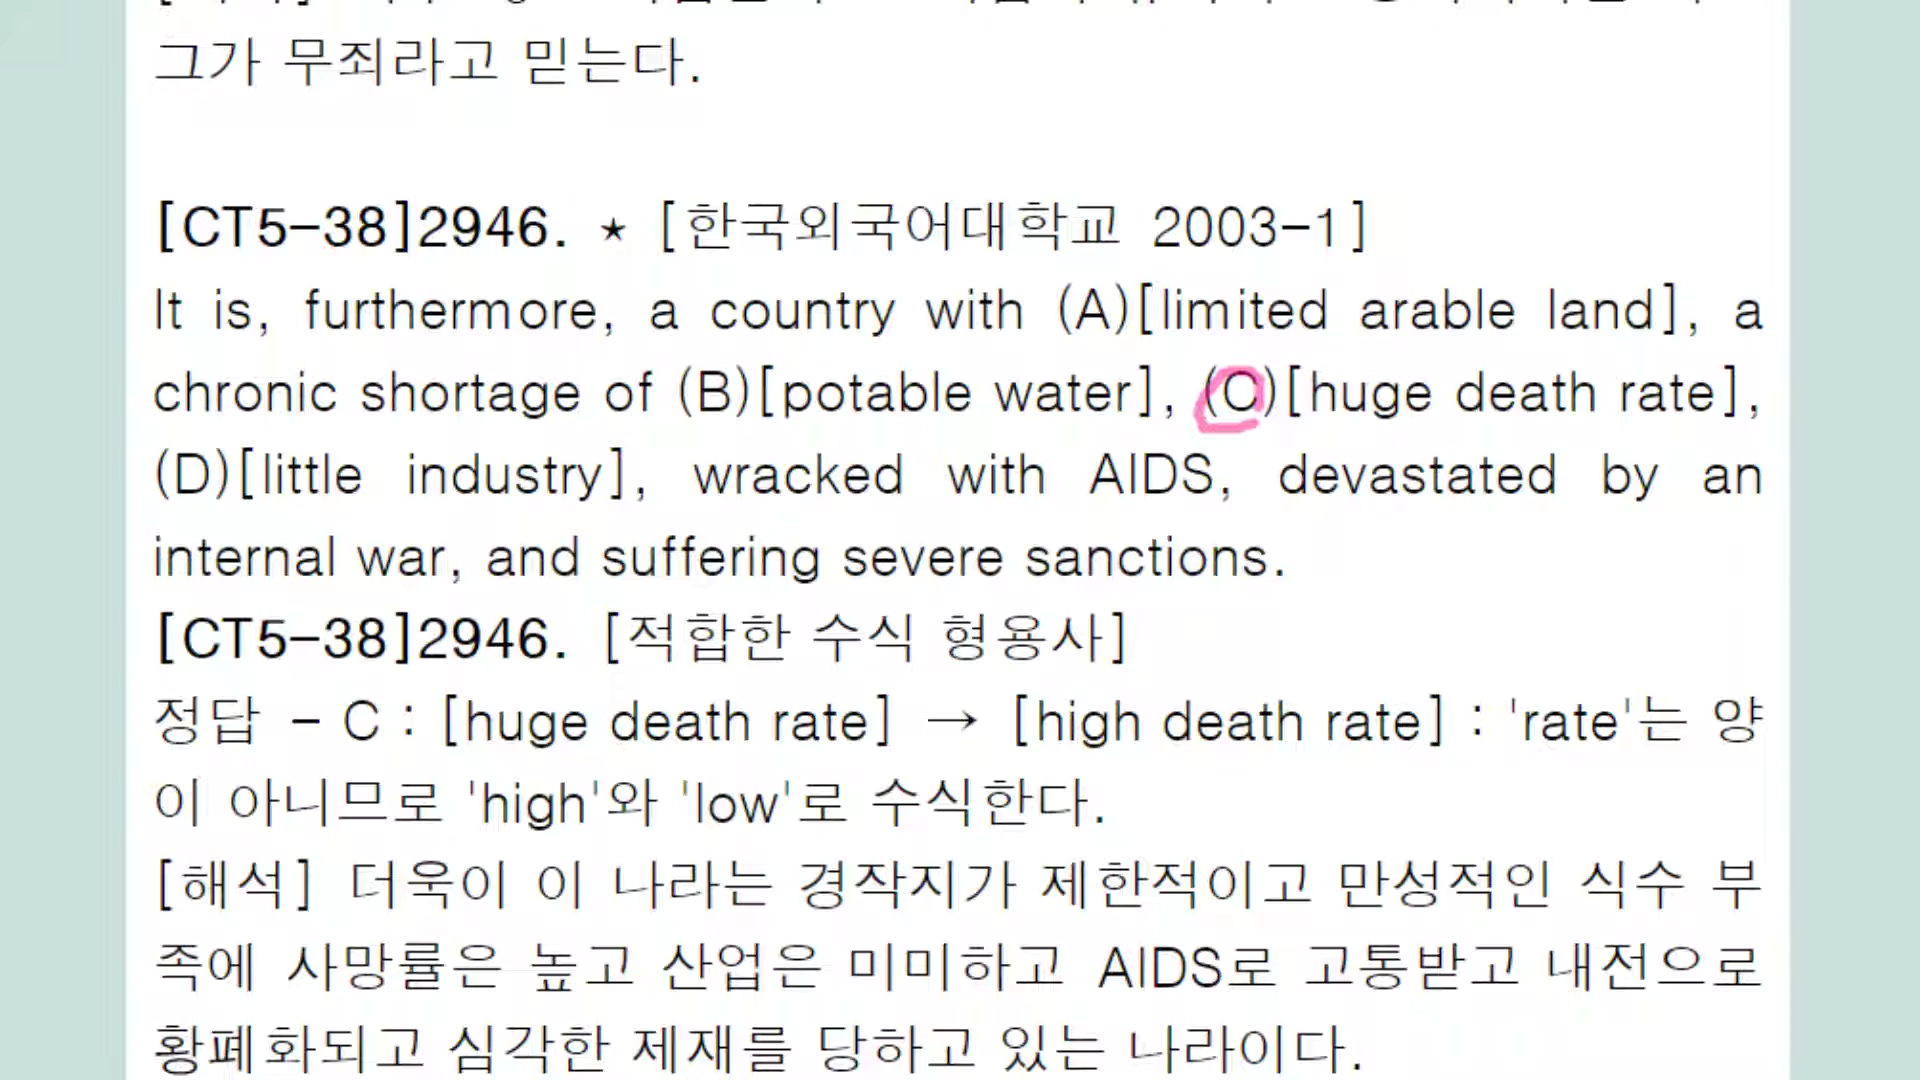 그가 무죄라고 믿는다.
[CT5-38]2946. ⋆ [한국외국어대학교 2003-1]
It is, furthermore, a country with (A)[limited arable land], a
chronic shortage of (B)[potable water], (C)[huge death rate],
(D)[little industry], wracked with AIDS, devastated by an
internal war, and suffering severe sanctions.
[CT5-38]2946. [적합한 수식 형용사]
정답 - C : [huge death rate] → [high death rate] : 'rate'는 양
이 아니므로 'high'와 'low'로 수식한다.
[해석] 더욱이 이 나라는 경작지가 제한적이고 만성적인 식수 부
족에 사망률은 높고 산업은 미미하고 AIDS로 고통받고 내전으로
황폐화되고 심각한 제재를 당하고 있는 나라이다.